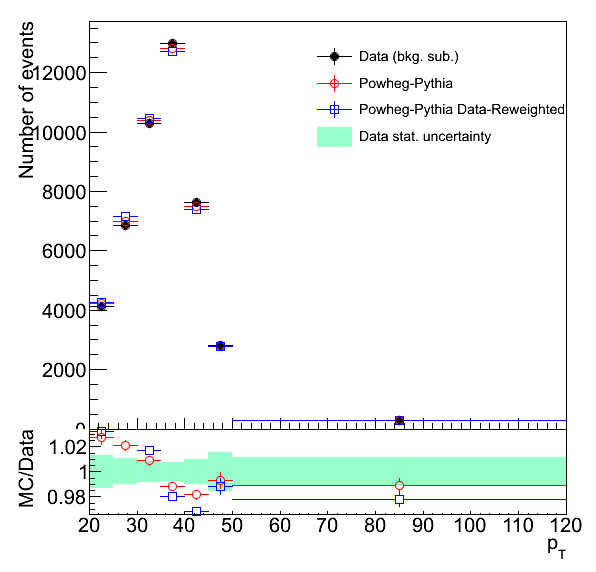 Number of events
12000
10000
8000
6000
4000
2000
0
Data (bkg. sub.)
Powheg-Pythia
Powheg-Pythia Data-Reweighted
Data stat. uncertainty
MC/Data
1.02
1
0.98
20 30 40 50 60 70 80 90 100 110 120
p_T